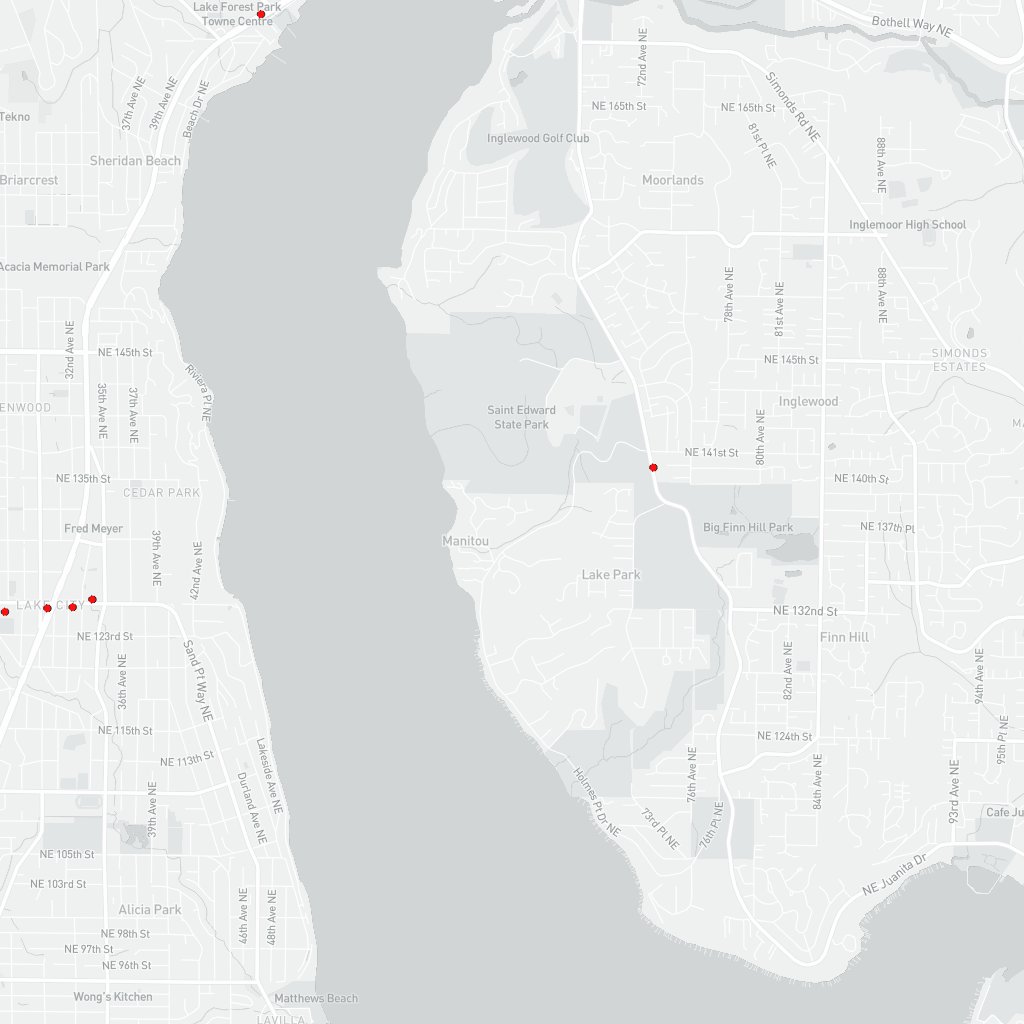 Lake Forest Park
Towne Centre
Bothell Way NE
72nd Ave NE
37th Ave NE
39th Ave NE
Beach Dr NE
Simonds Rd NE
NE 165th St
NE 165th St
Tekno
Inglewood Golf Club
81st Pl NE
88th Ave NE
Sheridan Beach
Briarcrest
Moorlands
Inglemoor High School
Acacia Memorial Park
78th Ave NE
81st Ave NE
88th Ave NE
32nd Ave NE
NE 145th St
NE 145th St
SIMONDS
ESTATES
Riviera Pl NE
35th Ave NE
37th Ave NE
ENWOOD
Saint Edward
State Park
Inglewood
80th Ave NE
MA
NE 141st St
NE 135th St
NE 140th St
CEDAR PARK
Fred Meyer
Big Finn Hill Park
NE 137th Pl
Manitou
39th Ave NE
42nd Ave NE
Lake Park
LAKE CITY
NE 132nd St
NE 123rd St
Finn Hill
36th Ave NE
Sand Pt Way NE
82nd Ave NE
94th Ave NE
NE 115th St
NE 124th St
95th Pl NE
NE 113th St
Lakeside Ave NE
76th Ave NE
84th Ave NE
93rd Ave NE
Durland Ave NE
39th Ave NE
Holmes Pt Dr NE
73rd Pl NE
76th Pl NE
Cafe Ju
NE 105th St
NE 103rd St
NE Juanita Dr
Alicia Park
46th Ave NE
48th Ave NE
NE 98th St
NE 97th St
NE 96th St
Wong's Kitchen
Matthews Beach
LAVILLA